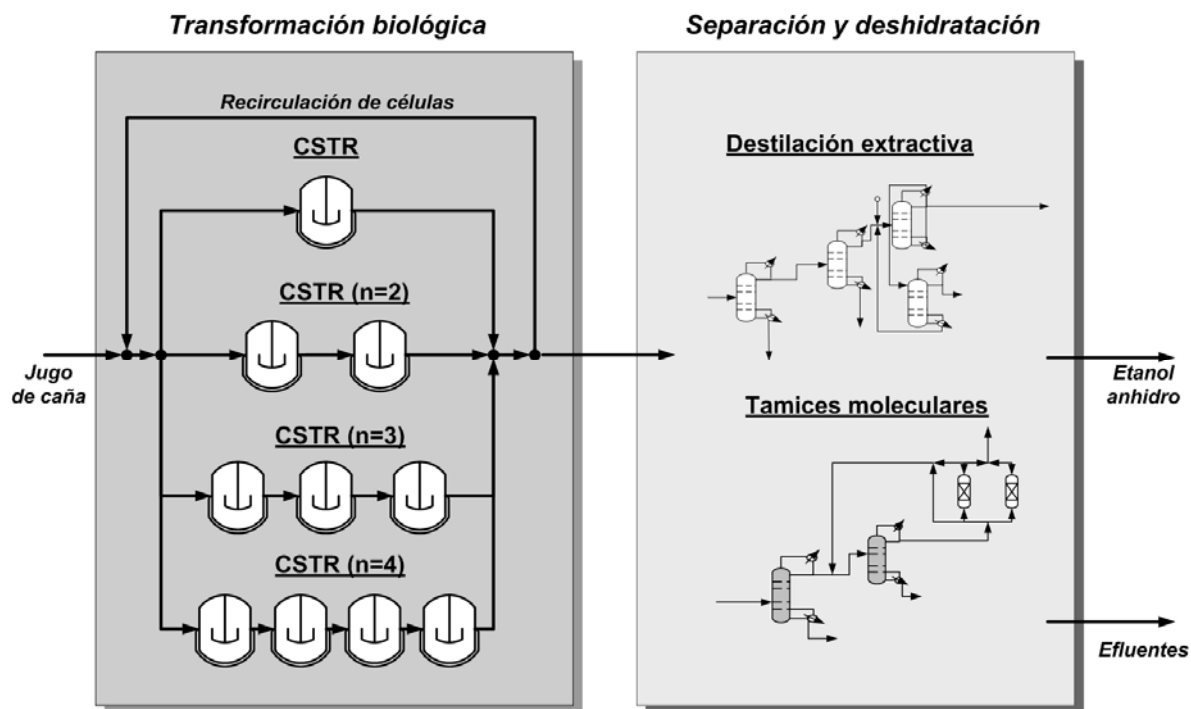 Transformación biológica
Separación y deshidratación
Recirculación de células
CSTR
CSTR (n=2)
CSTR (n=3)
CSTR (n=4)
Jugo
de caña
Destilación extractiva
Tamices moleculares
Etanol
anhidro
Efluentes